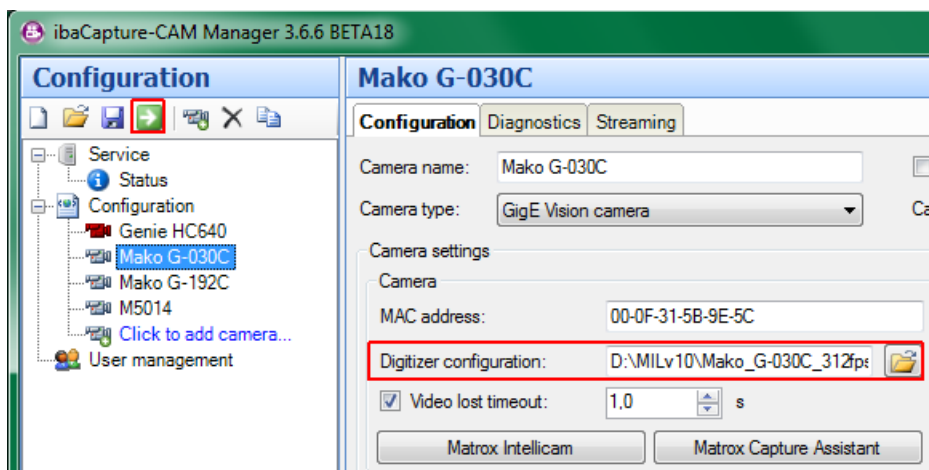 ibaCapture-CAM Manager 3.6.6 BETA18
Configuration
Service
Status
Configuration
Genie HC640
Mako G-030C
Mako G-192C
M5014
Click to add camera...
User management
Mako G-030C
Configuration Diagnostics Streaming
Camera name: Mako G-030C
Camera type: GigE Vision camera Ca
Camera settings
Camera
MAC address: 00-0F-31-5B-9E-5C
Digitizer configuration: D:\MILv10\Mako_G-030C_312fps
Video lost timeout: 1,0 s
Matrox Intellicam Matrox Capture Assistant